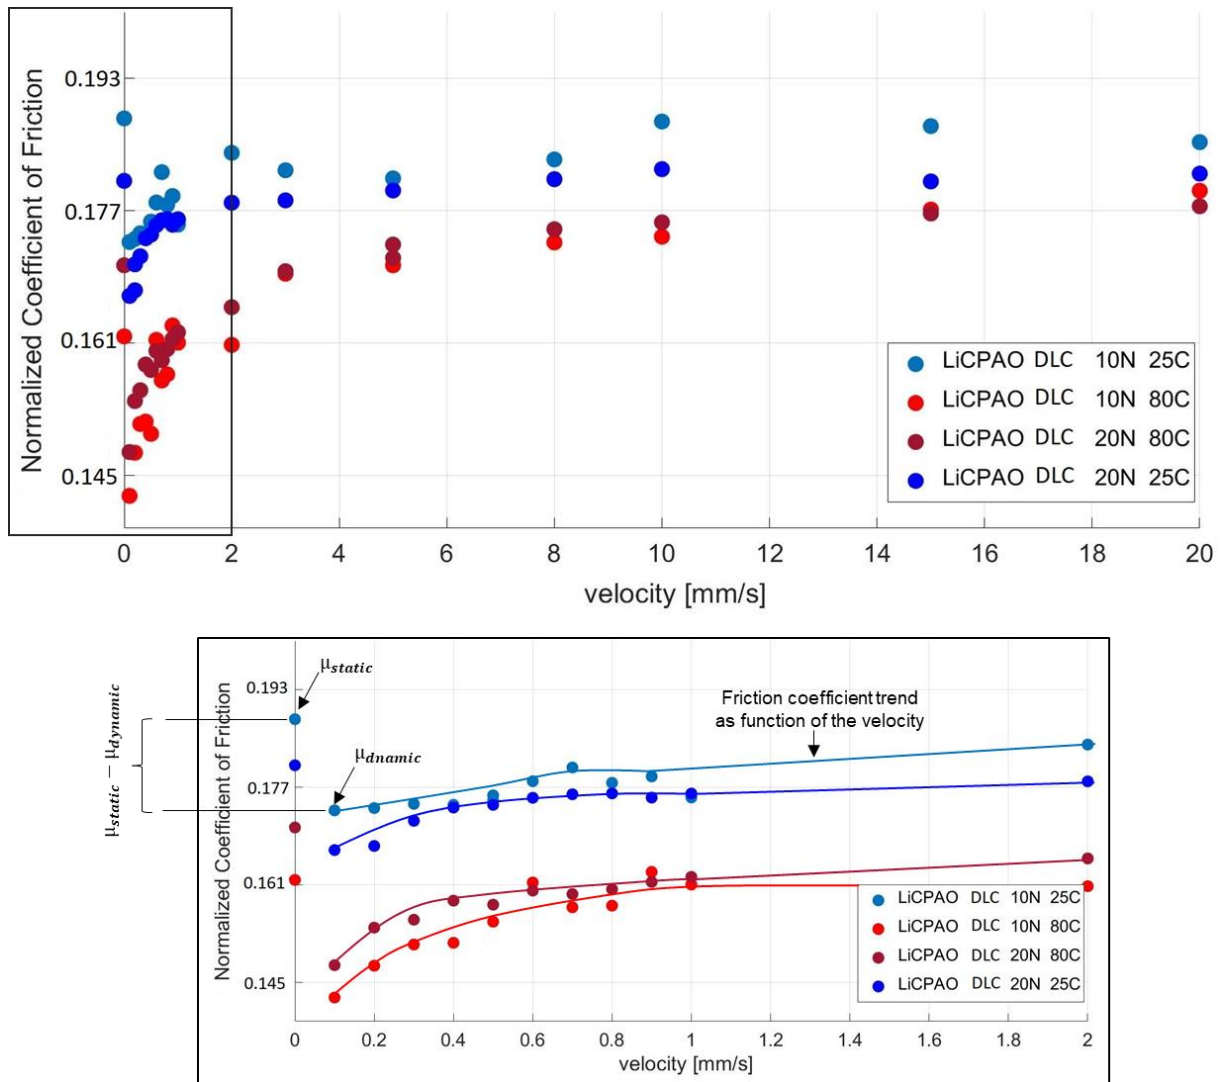 Normalized Coefficient of Friction
0.193
0.177
0.161
0.145
LiCPAO DLC 10N 25C
LiCPAO DLC 10N 80C
LiCPAO DLC 20N 80C
LiCPAO DLC 20N 25C
0 2 4 6 8 10 12 14 16 18 20
velocity [mm/s]
μstatic − μdynamic
Normalized Coefficient of Friction
μstatic
μdnamic
Friction coefficient trend
as function of the velocity
0.193
0.177
0.161
0.145
LiCPAO DLC 10N 25C
LiCPAO DLC 10N 80C
LiCPAO DLC 20N 80C
LiCPAO DLC 20N 25C
0 0.2 0.4 0.6 0.8 1 1.2 1.4 1.6 1.8 2
velocity [mm/s]